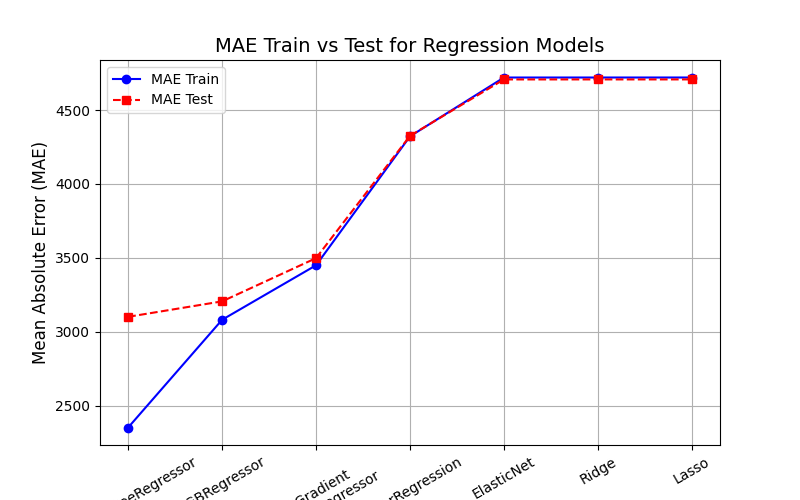 MAE Train vs Test for Regression Models
MAE Train
MAE Test
Mean Absolute Error (MAE)
4500
4000
3500
3000
2500
eRegressor
BRegressor
Gradient
gressor
rRegression
ElasticNet
Ridge
Lasso